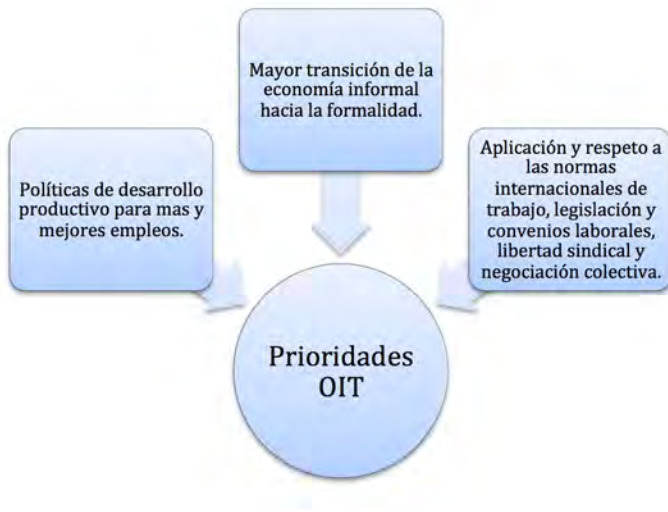 Mayor transición de la
economía informal
hacia la formalidad.
Políticas de desarrollo
productivo para mas y
mejores empleos.
Aplicación y respeto a
las normas
internacionales de
trabajo, legislación y
convenios laborales,
libertad sindical y
negociación colectiva.
Prioridades
OIT